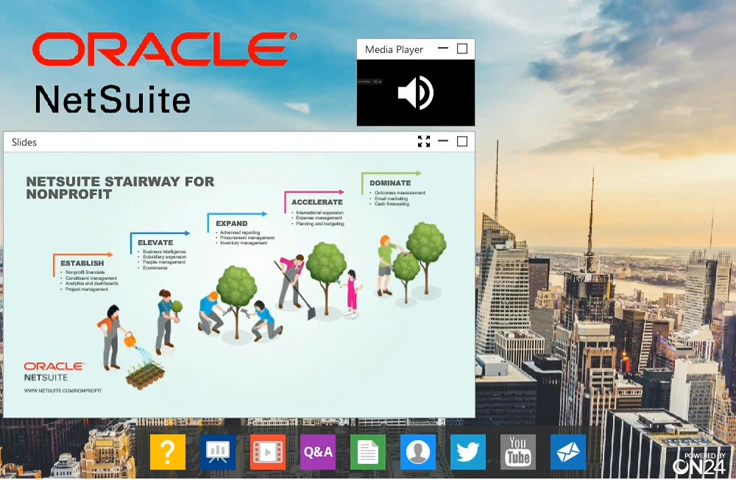 ORACLE®
NetSuite
Media Player
Slides
NETSUITE STAIRWAY FOR
NONPROFIT
DOMINATE
• Outcomes measurement
• Email marketing
• Cash forecasting
ACCELERATE
• International expansion
• Expense management
• Planning and budgeting
EXPAND
• Advanced reporting
• Procurement management
• Inventory management
ELEVATE
• Business intelligence
• Subsidiary expansion
• People management
• Ecommerce
ESTABLISH
• Nonprofit financials
• Constituent management
• Analytics and dashboards
• Project management
ORACLE®
NETSUITE
WWW.NETSUITE.COM/NONPROFIT
?
Q&A
You
Tube
POWERED BY
ON24